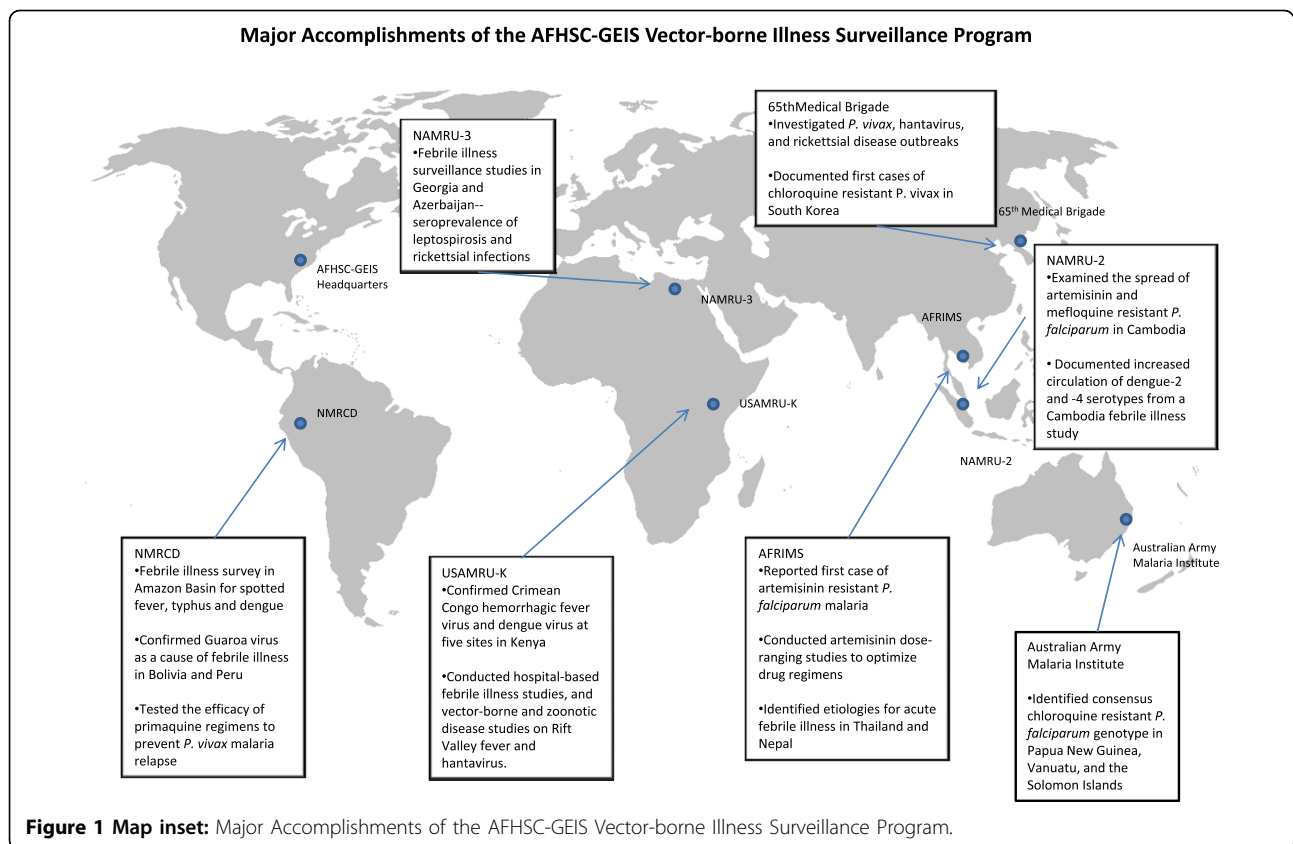 Major Accomplishments of the AFHSC-GEIS Vector-borne Illness Surveillance Program
65thMedical Brigade
•Investigated P. vivax, hantavirus,
and rickettsial disease outbreaks
•Documented first cases of
chloroquine resistant P. vivax in
South Korea
NAMRU-3
•Febrile illness
surveillance studies in
Georgia and
Azerbaijan--
seroprevalence of
leptospirosis and
rickettsial infections
65th Medical Brigade
AFHSC-GEIS
Headquarters
NAMRU-3
NAMRU-2
•Examined the spread of
artemisinin and
mefloquine resistant P.
falciparum in Cambodia
• Documented increased
circulation of dengue-2
and -4 serotypes from a
Cambodia febrile illness
study
AFRIMS
NMRCD
USAMRU-K
NAMRU-2
Australian Army
Malaria Institute
NMRCD
•Febrile illness survey in
Amazon Basin for spotted
fever, typhus and dengue
•Confirmed Guaroa virus
as a cause of febrile illness
in Bolivia and Peru
•Tested the efficacy of
primaquine regimens to
prevent P. vivax malaria
relapse
USAMRU-K
•Confirmed Crimean
Congo hemorrhagic fever
virus and dengue virus at
five sites in Kenya
•Conducted hospital-based
febrile illness studies, and
vector-borne and zoonotic
disease studies on Rift
Valley fever and
hantavirus.
AFRIMS
•Reported first case of
artemisinin resistant P.
falciparum malaria
•Conducted artemisinin dose-
ranging studies to optimize
drug regimens
•Identified etiologies for acute
febrile illness in Thailand and
Nepal
Australian Army
Malaria Institute
•Identified consensus
chloroquine resistant P.
falciparum genotype in
Papua New Guinea,
Vanuatu, and the
Solomon Islands
Figure 1 Map inset: Major Accomplishments of the AFHSC-GEIS Vector-borne Illness Surveillance Program.